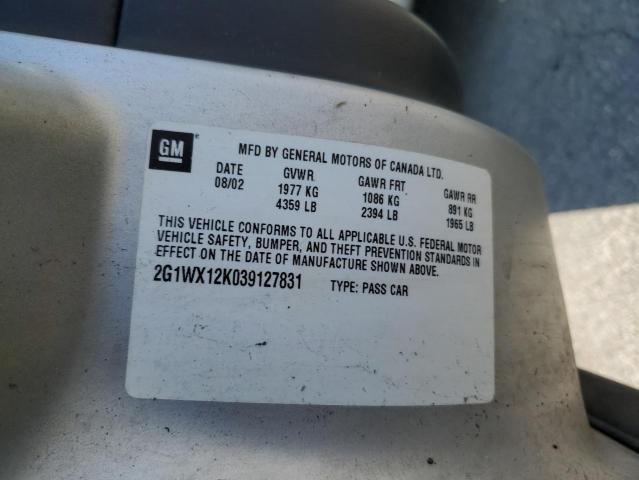 GM
MFD BY GENERAL MOTORS OF CANADA LTD.
DATE GVWR GAWR FRT. GAWR RR
08/02 1977 KG 1086 KG 891 KG
4359 LB 2394 LB 1965 LB
THIS VEHICLE CONFORMS TO ALL APPLICABLE U.S. FEDERAL MOTOR
VEHICLE SAFETY, BUMPER, AND THEFT PREVENTION STANDARDS IN
EFFECT ON THE DATE OF MANUFACTURE SHOWN ABOVE.
2G1WX12K039127831 TYPE: PASS CAR